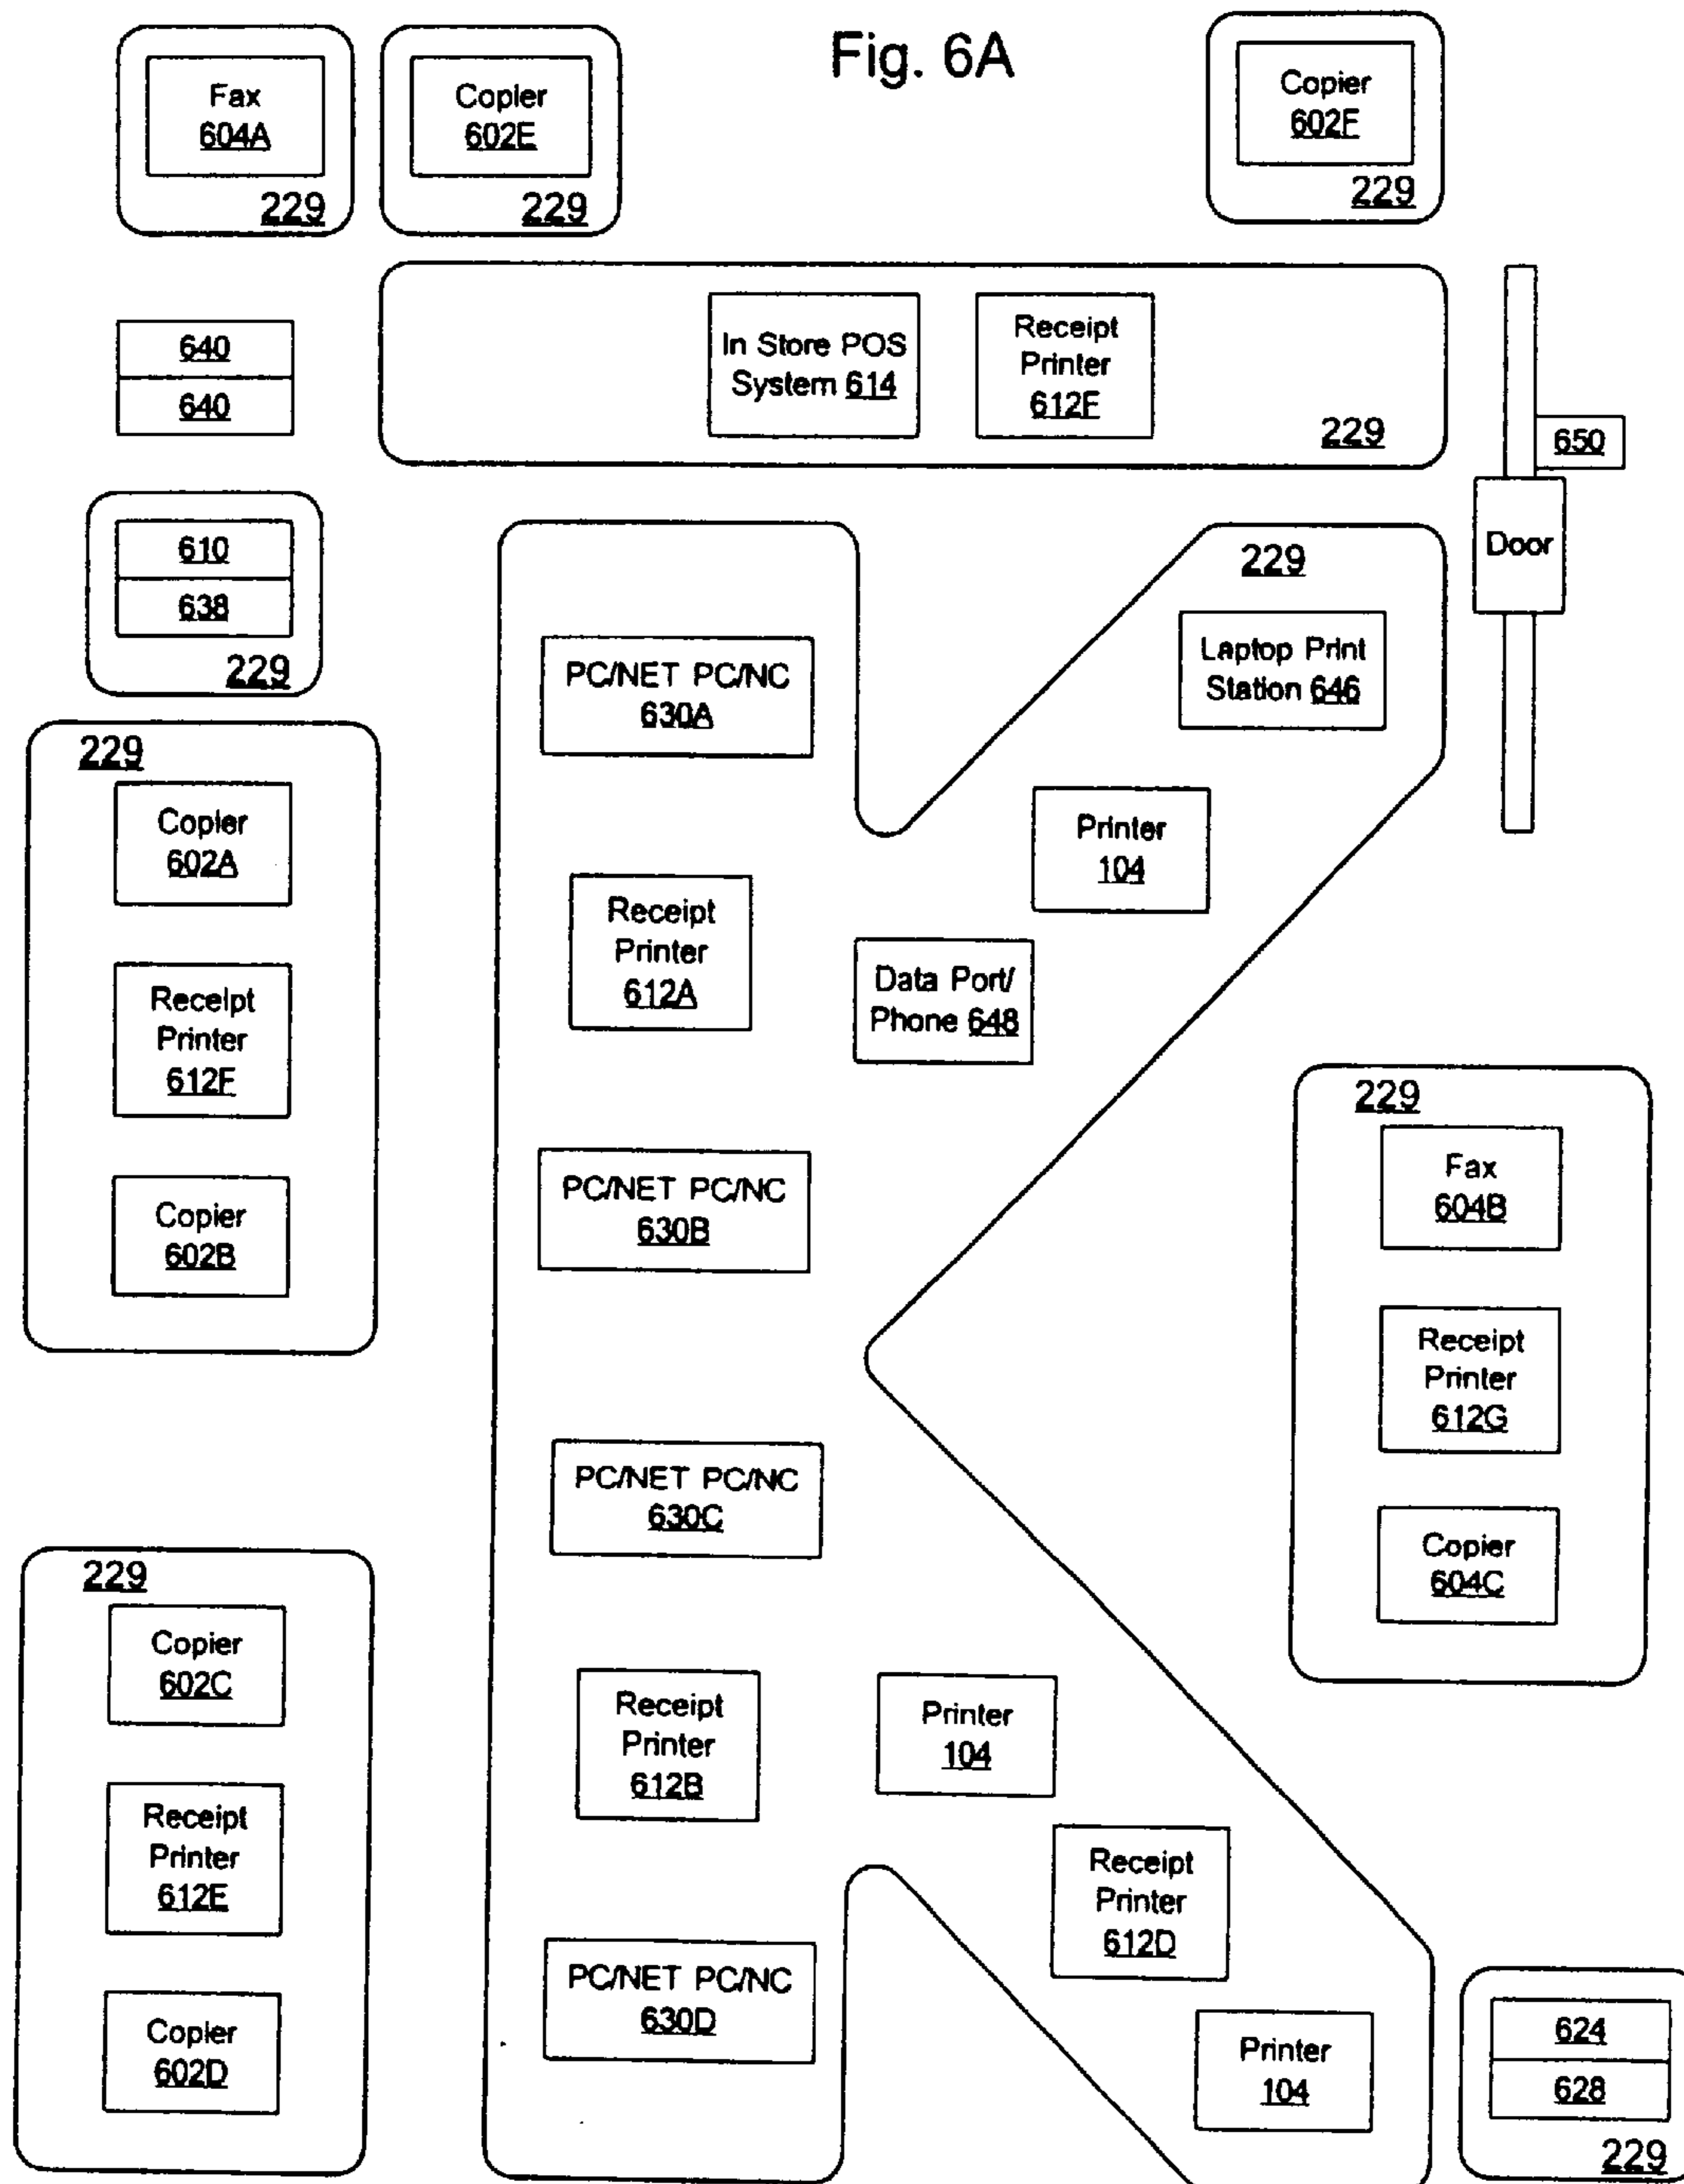 Fig. 6A
Fax
604A
229
Copier
602E
229
Copier
602F
229
640
640
In Store POS
System 614
Receipt
Printer
612F
229
650
Door
610
638
229
229
Laptop Print
Station 646
PC/NET PC/NC
630A
Printer
104
Receipt
Printer
612A
Data Port/
Phone 648
PC/NET PC/NC
630B
PC/NET PC/NC
630C
Receipt
Printer
612B
Printer
104
Receipt
Printer
612D
PC/NET PC/NC
630D
Printer
104
229
Copier
602A
Receipt
Printer
612F
Copier
602B
229
Copier
602C
Receipt
Printer
612E
Copier
602D
229
Fax
604B
Receipt
Printer
612G
Copier
604C
624
628
229